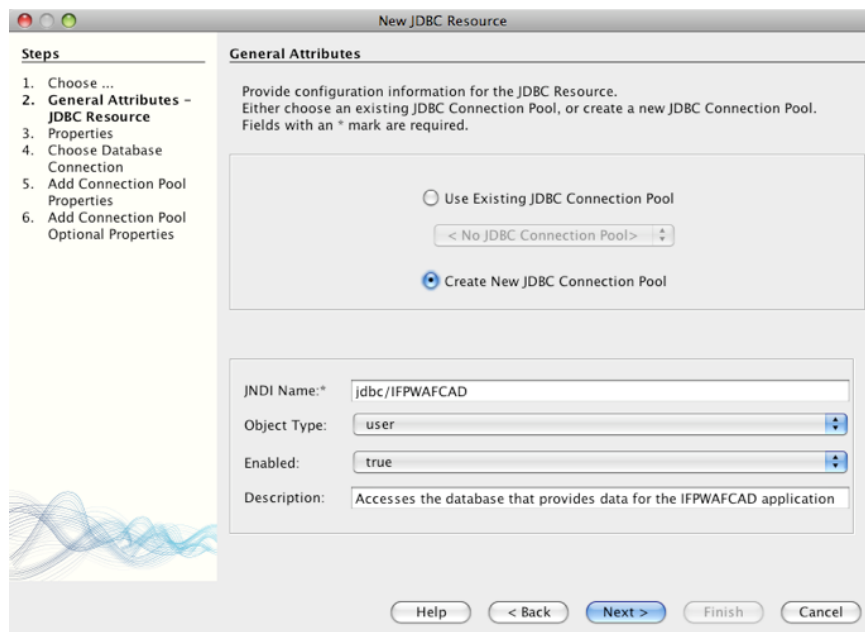 New JDBC Resource
Steps
1. Choose ...
2. General Attributes –
JDBC Resource
3. Properties
4. Choose Database
Connection
5. Add Connection Pool
Properties
6. Add Connection Pool
Optional Properties
General Attributes
Provide configuration information for the JDBC Resource.
Either choose an existing JDBC Connection Pool, or create a new JDBC Connection Pool.
Fields with an * mark are required.
Use Existing JDBC Connection Pool
< No JDBC Connection Pool>
Create New JDBC Connection Pool
JNDI Name:* jdbc/IFPWAFCAD
Object Type: user
Enabled: true
Description: Accesses the database that provides data for the IFPWAFCAD application
Help < Back Next > Finish Cancel